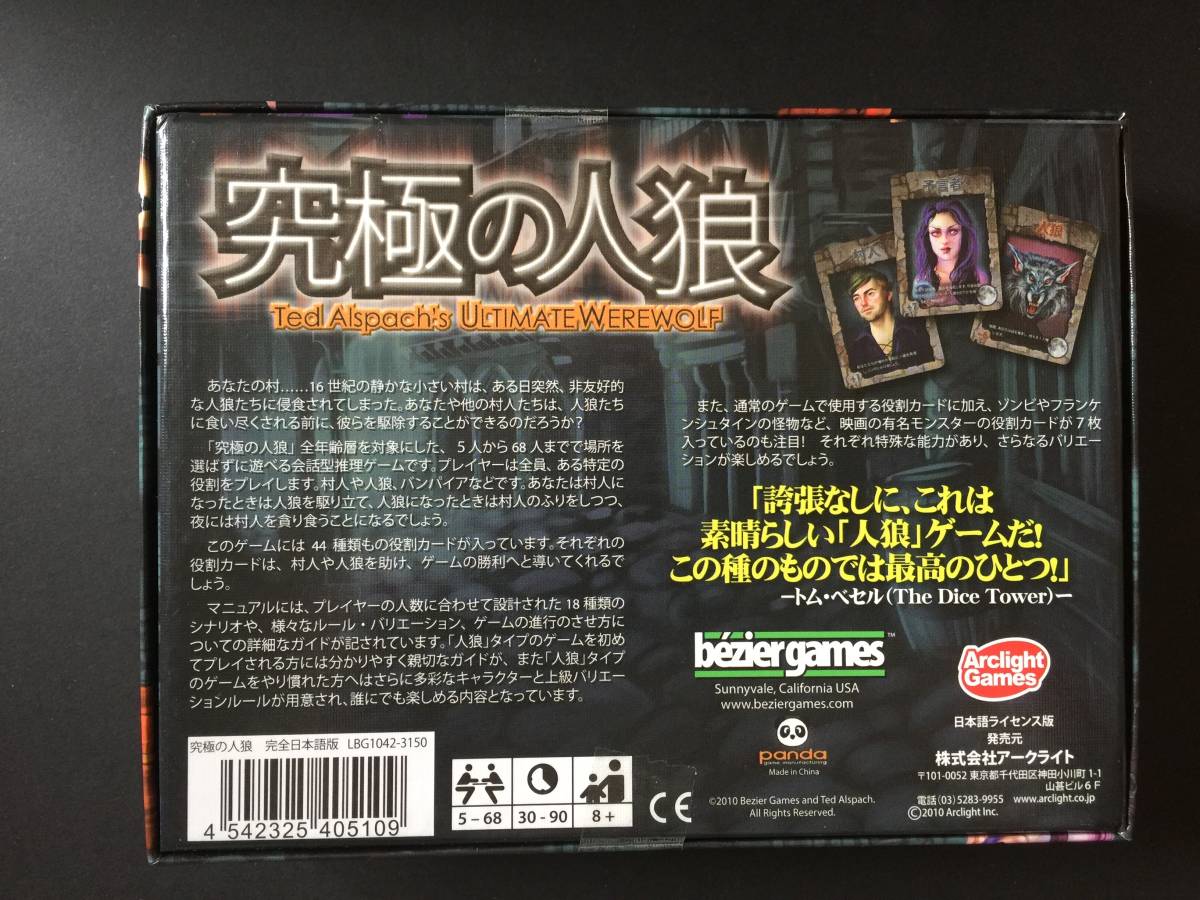 究極の人狼
Ted Alspach's ULTIMATE WEREWOLF
村人
予言者
人狼
あなたの村……16世紀の静かな小さい村は、ある日突然、非友好的
な人狼たちに侵食されてしまった。あなたや他の村人たちは、人狼たち
に食い尽くされる前に、彼らを駆除することができるのだろうか?
「究極の人狼」全年齢層を対象にした、5人から68人までで場所を
選ばずに遊べる会話型推理ゲームです。プレイヤーは全員、ある特定の
役割をプレイします。村人や人狼、バンパイアなどです。あなたは村人に
なったときは人狼を駆り立て、人狼になったときは村人のふりをしつつ、
夜には村人を貪り食うことになるでしょう。
このゲームには 44 種類もの役割カードが入っています。それぞれの
役割カードは、村人や人狼を助け、ゲームの勝利へと導いてくれるで
しょう。
マニュアルには、プレイヤーの人数に合わせて設計された18種類の
シナリオや、様々なルール・バリエーション、ゲームの進行のさせ方に
ついての詳細なガイドが記されています。「人狼」タイプのゲームを初め
てプレイされる方には分かりやすく親切なガイドが、また「人狼」タイプ
のゲームをやり慣れた方へはさらに多彩なキャラクターと上級バリエー
ションルールが用意され、誰にでも楽しめる内容となっています。
また、通常のゲームで使用する役割カードに加え、ゾンビやフランケ
ンシュタインの怪物など、映画の有名モンスターの役割カードが7枚
入っているのも注目! それぞれ特殊な能力があり、さらなるバリエー
ションが楽しめるでしょう。
「誇張なしに、これは
素晴らしい「人狼」ゲームだ!
この種のものでは最高のひとつ!」
ートム・ベセル(The Dice Tower)ー
béziergames™
Sunnyvale, California USA
www.beziergames.com
panda
game manufacturing
Made in China
©2010 Bezier Games and Ted Alspach.
All Rights Reserved.
Arclight
Games
日本語ライセンス版
発売元
株式会社アークライト
〒101-0052 東京都千代田区神田小川町 1-1
山甚ビル6F
電話(03)5283-9955 www.arclight.co.jp
©2010 Arclight Inc.
究極の人狼 完全日本語版 LBG1042-3150
4 542325 405109
5 – 68
30 - 90
8 +
CE